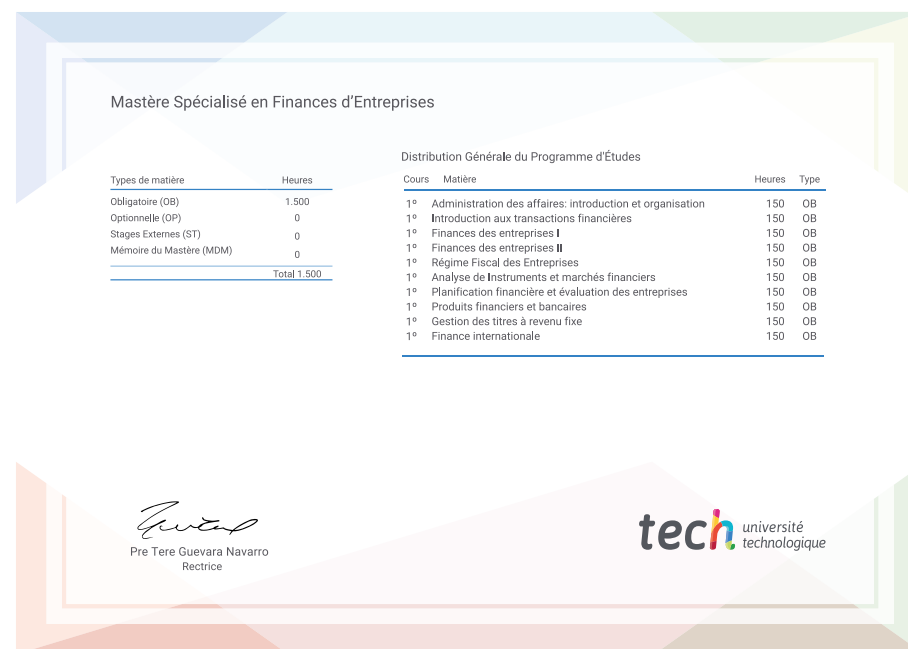 Mastère Spécialisé en Finances d'Entreprises
Types de matière Heures
Obligatoire (OB) 1.500
Optionnelle (OP) 0
Stages Externes (ST) 0
Mémoire du Mastère (MDM) 0
Total 1.500
Distribution Générale du Programme d'Études
Cours Matière Heures Type
1º Administration des affaires: introduction et organisation 150 OB
1º Introduction aux transactions financières 150 OB
1º Finances des entreprises I 150 OB
1º Finances des entreprises II 150 OB
1º Régime Fiscal des Entreprises 150 OB
1º Analyse de Instruments et marchés financiers 150 OB
1º Planification financière et évaluation des entreprises 150 OB
1º Produits financiers et bancaires 150 OB
1º Gestion des titres à revenu fixe 150 OB
1º Finance internationale 150 OB
Pre Tere Guevara Navarro
Rectrice
tech université
technologique